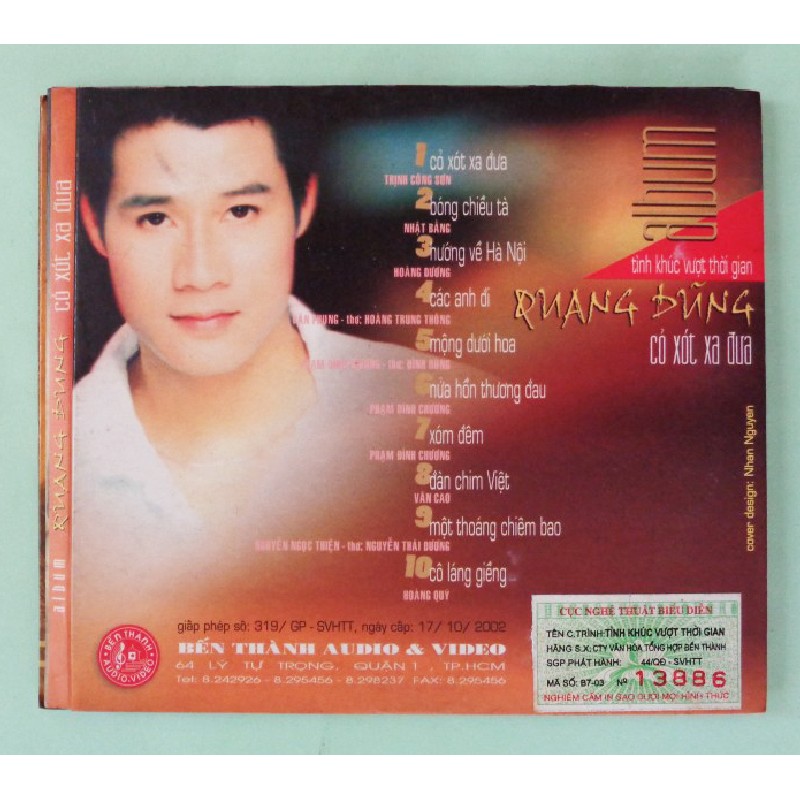 album QUANG DŨNG CỎ XÓT XA ĐƯA
1 cỏ xót xa đưa
TRỊNH CÔNG SƠN
2 bóng chiều tà
NHẬT BẰNG
3 hướng về Hà Nội
HOÀNG DƯƠNG
4 các anh đi
VĂN PHỤNG - thơ: HOÀNG TRUNG THÔNG
5 mộng dưới hoa
thơ: ĐINH HÙNG
6 nửa hồn thương đau
PHẠM ĐÌNH CHƯƠNG
7 xóm đêm
PHẠM ĐÌNH CHƯƠNG
8 đàn chim Việt
VĂN CAO
9 một thoáng chiêm bao
NGUYỄN NGỌC THIỆN - thơ: NGUYỄN THÁI DƯƠNG
10 cô láng giềng
HOÀNG QUÝ
album
tình khúc vượt thời gian
QUANG DŨNG
cỏ xót xa đưa
cover design: Nhan Nguyen
giấp phép số: 319/ GP - SVHTT, ngày cấp: 17/ 10/ 2002
BẾN THÀNH AUDIO & VIDEO
64 LÝ TỰ TRỌNG, QUẬN 1, TP.HCM
Tel: 8.242926 - 8.295456 - 8.298237 FAX: 8.295456
BẾN THÀNH
AUDIO.VIDEO
CỤC NGHỆ THUẬT BIỂU DIỄN
TÊN C.TRÌNH: TÌNH KHÚC VƯỢT THỜI GIAN
HÃNG S.X: CTY VĂN HÓA TỔNG HỢP BẾN THÀNH
SGP PHÁT HÀNH: 44/QĐ - SVHTT
MÃ SỐ: 87-03 Nº 13886
NGHIÊM CẤM IN SAO DƯỚI MỌI HÌNH THỨC